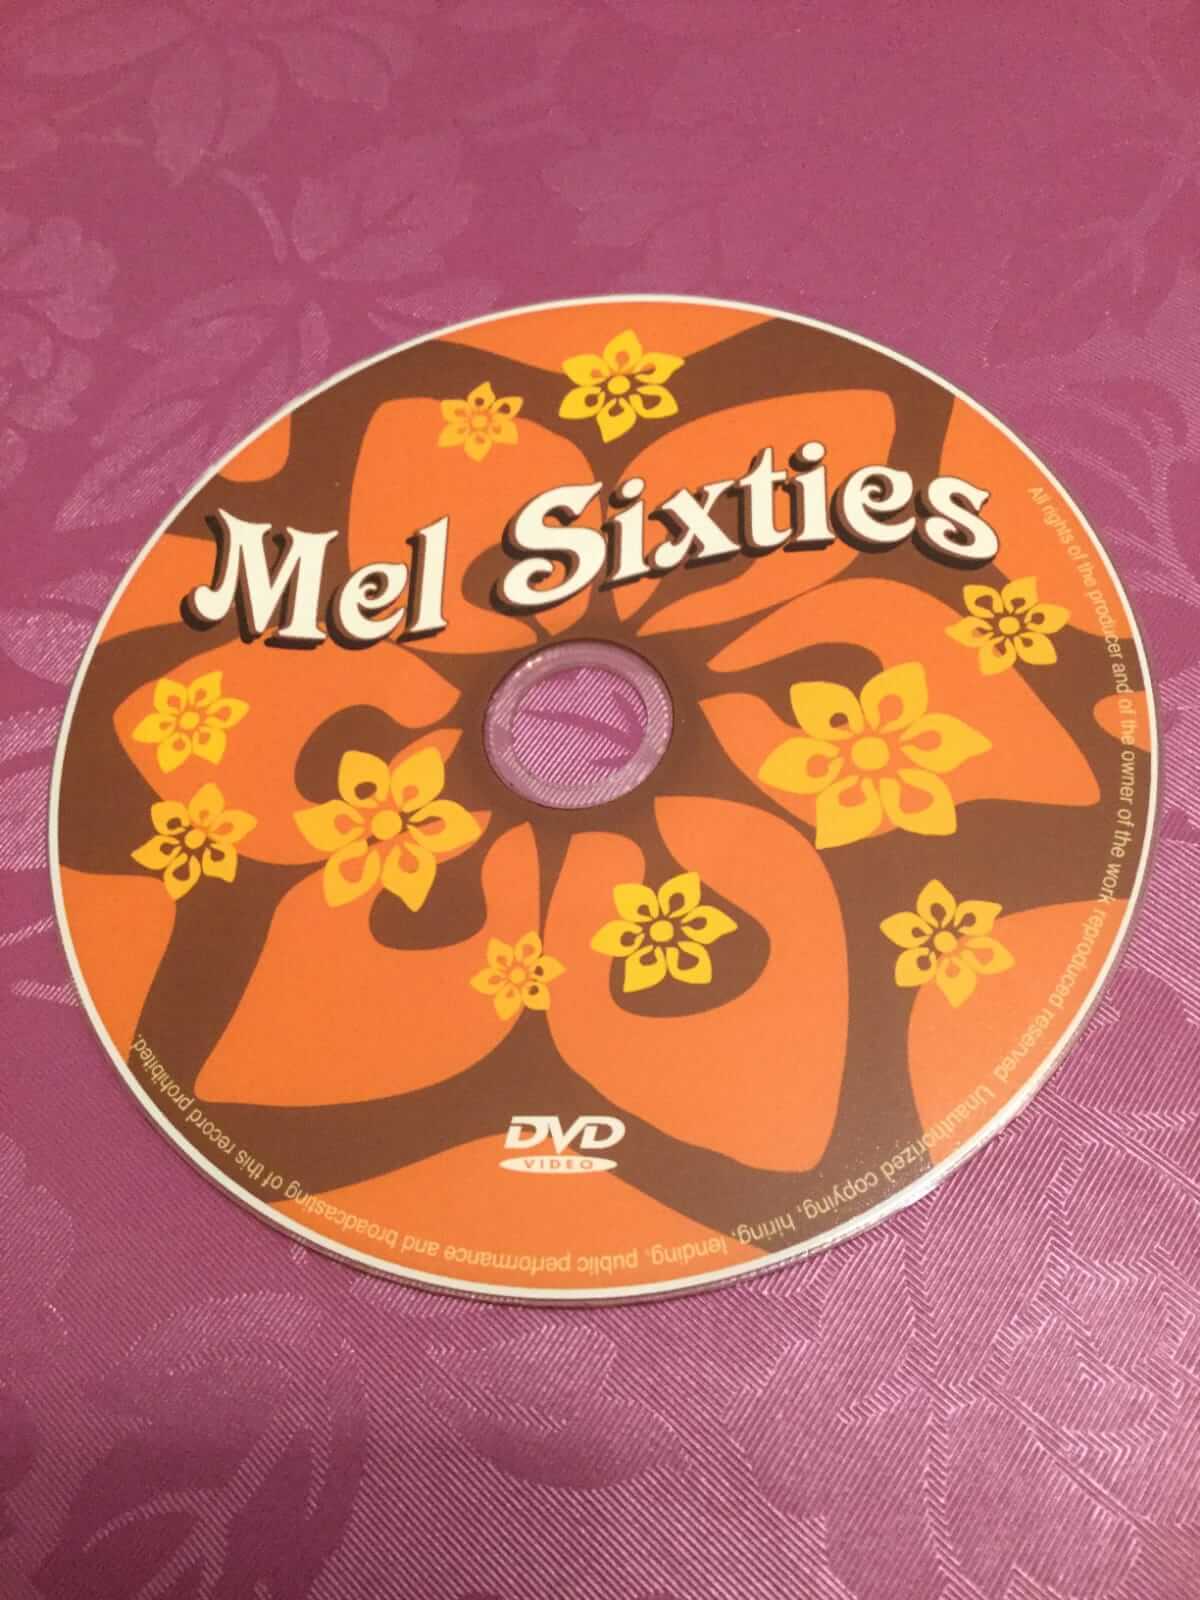 Mel Sixties
All rights of the producer and of the owner of the work reproduced reserved. Unauthorized copying, hiring, lending, public performance and broadcasting of this record prohibited.
DVD
VIDEO